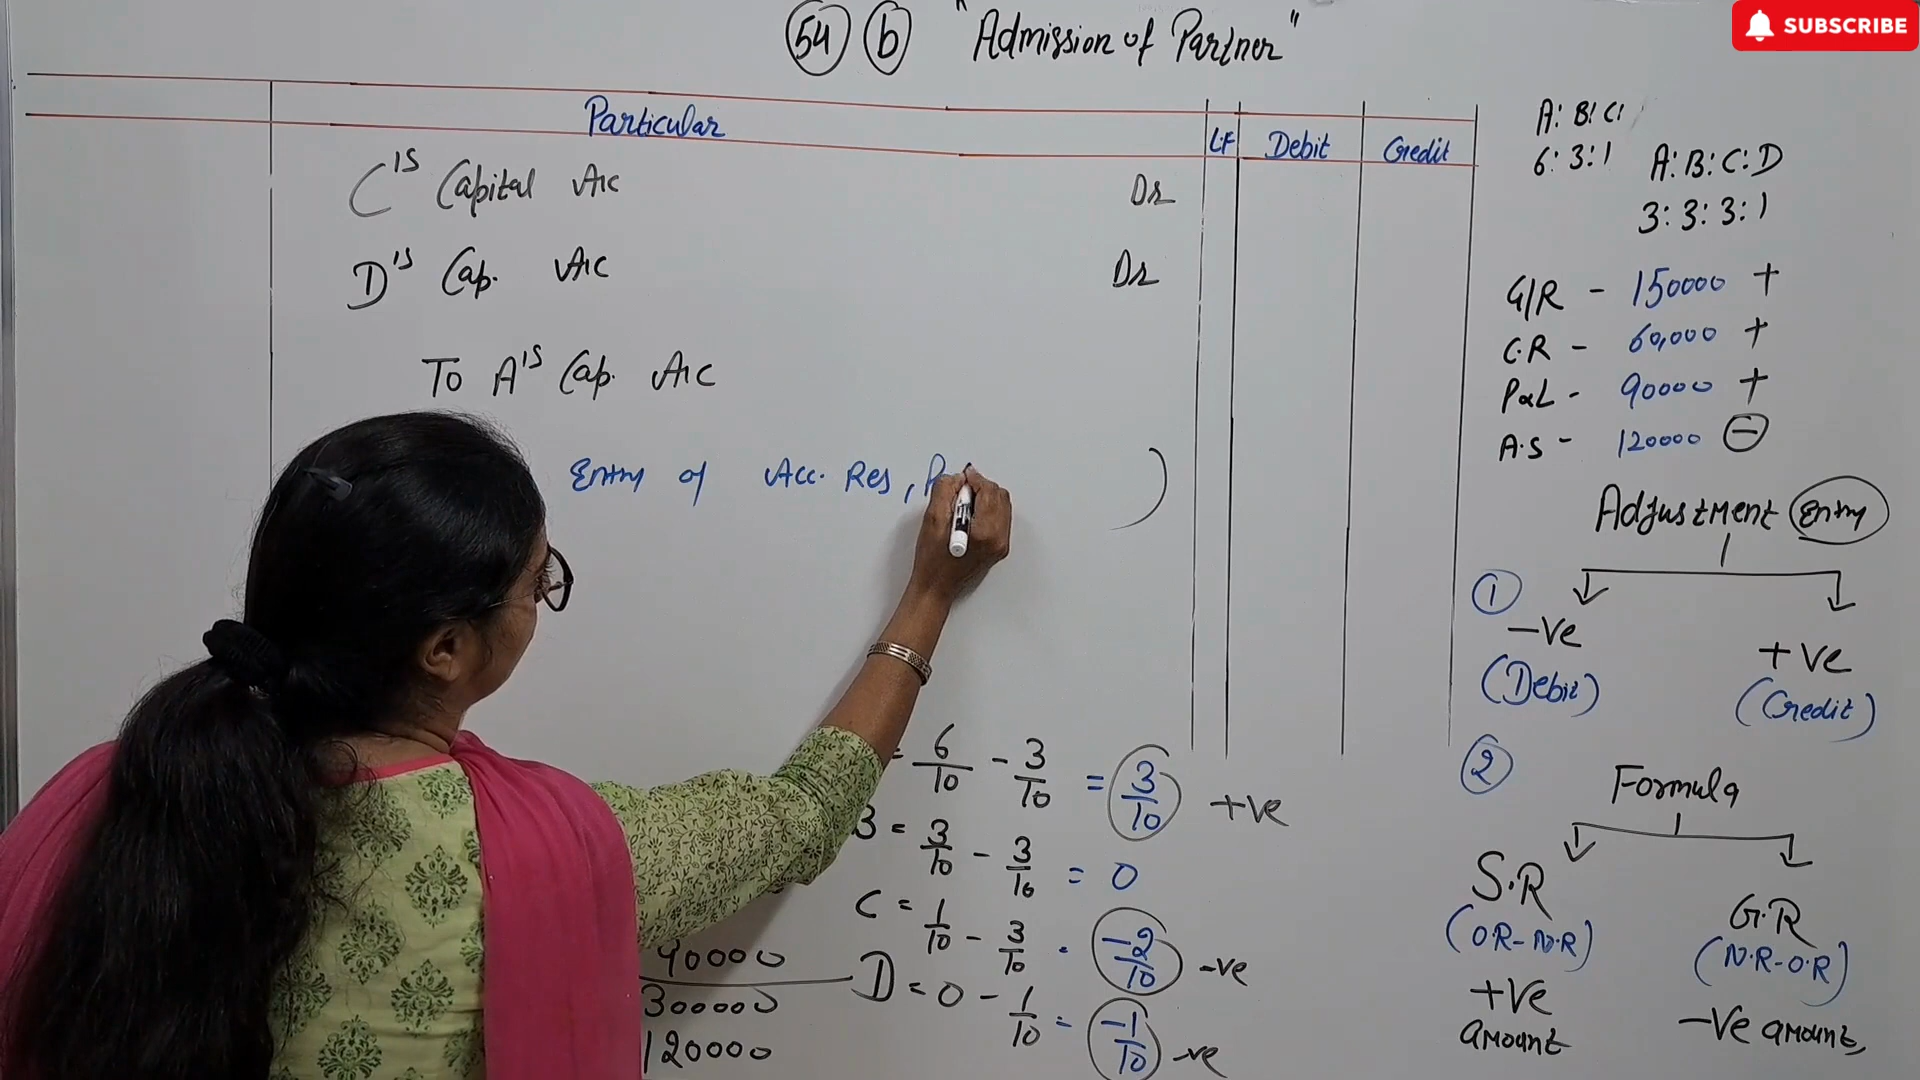 54 b "Admission of Partner"
SUBSCRIBE
Particular L.F Debit Credit
C's Capital A/c Dr
D's Cap. A/c Dr
To A's Cap. A/c
Entry of Acc. Res,
)
A: B: C:
6: 3: 1
A: B: C: D
3: 3: 3: 1
G/R - 150000 +
C.R - 60,000 +
P&L - 90000 +
A.S - 120000 -
Adjustment Entry
1
-Ve +Ve
(Debit) (Credit)
2
Formula
S.R G.R
(O.R-N.R) (N.R-O.R)
+Ve amount
-Ve amount,
= 6/10 - 3/10 = 3/10 +ve
B = 3/10 - 3/10 = 0
C = 1/10 - 3/10 = -2/10 -ve
D = 0 - 1/10 = -1/10 -ve
90000
300000
120000